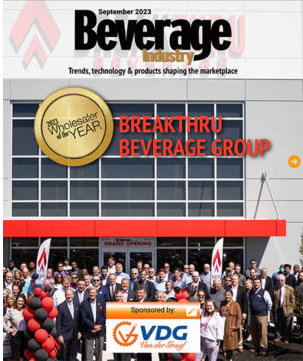 September 2023
Beverage
Industry
Trends, technology & products shaping the marketplace
2023
Wholesaler
of the
YEAR
BREAKTHRU
BEVERAGE GROUP
GRAND OPENING
Sponsored by:
VDG
Van der Graaf